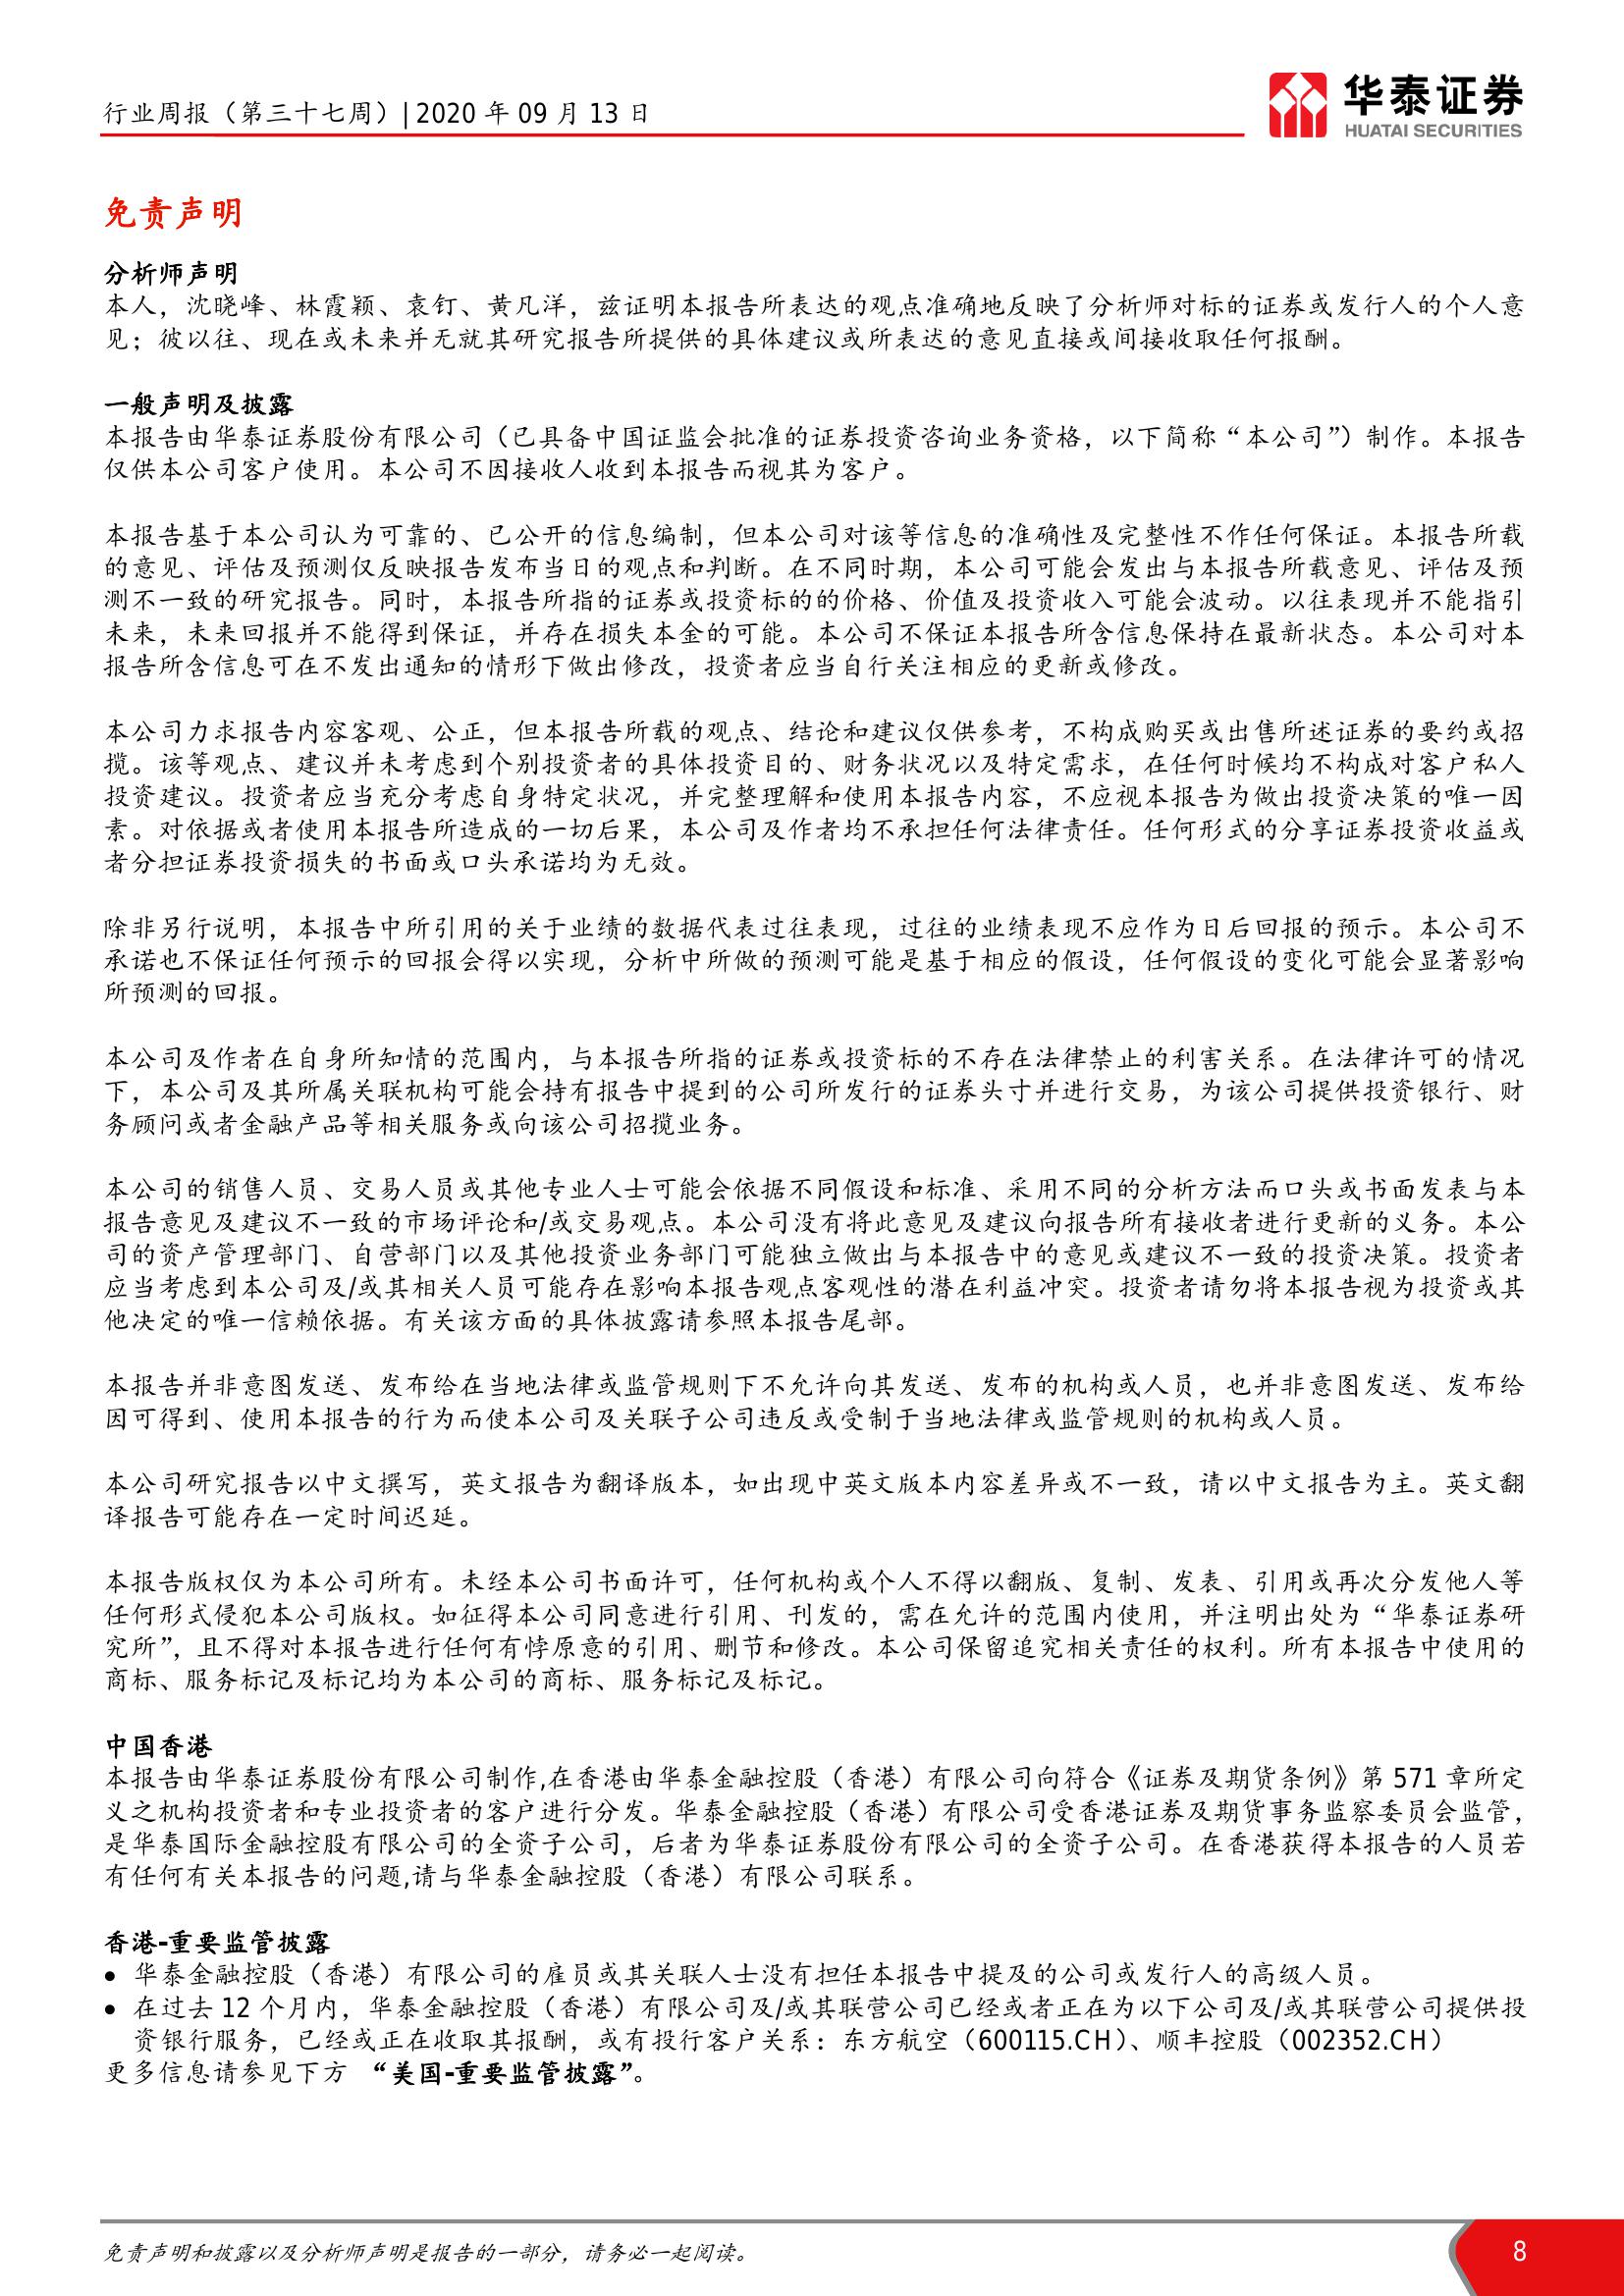 行业周报（第三十七周）| 2020 年 09 月 13 日
华泰证券
HUATAI SECURITIES
免责声明
分析师声明
本人，沈晓峰、林霞颖、袁钉、黄凡洋，兹证明本报告所表达的观点准确地反映了分析师对标的证券或发行人的个人意
见；彼以往、现在或未来并无就其研究报告所提供的具体建议或所表达的意见直接或间接收取任何报酬。
一般声明及披露
本报告由华泰证券股份有限公司（已具备中国证监会批准的证券投资咨询业务资格，以下简称“本公司”）制作。本报告
仅供本公司客户使用。本公司不因接收人收到本报告而视其为客户。
本报告基于本公司认为可靠的、已公开的信息编制，但本公司对该等信息的准确性及完整性不作任何保证。本报告所载
的意见、评估及预测仅反映报告发布当日的观点和判断。在不同时期，本公司可能会发出与本报告所载意见、评估及预
测不一致的研究报告。同时，本报告所指的证券或投资标的的价格、价值及投资收入可能会波动。以往表现并不能指引
未来，未来回报并不能得到保证，并存在损失本金的可能。本公司不保证本报告所含信息保持在最新状态。本公司对本
报告所含信息可在不发出通知的情形下做出修改，投资者应当自行关注相应的更新或修改。
本公司力求报告内容客观、公正，但本报告所载的观点、结论和建议仅供参考，不构成购买或出售所述证券的要约或招
揽。该等观点、建议并未考虑到个别投资者的具体投资目的、财务状况以及特定需求，在任何时候均不构成对客户私人
投资建议。投资者应当充分考虑自身特定状况，并完整理解和使用本报告内容，不应视本报告为做出投资决策的唯一因
素。对依据或者使用本报告所造成的一切后果，本公司及作者均不承担任何法律责任。任何形式的分享证券投资收益或
者分担证券投资损失的书面或口头承诺均为无效。
除非另行说明，本报告中所引用的关于业绩的数据代表过往表现，过往的业绩表现不应作为日后回报的预示。本公司不
承诺也不保证任何预示的回报会得以实现，分析中所做的预测可能是基于相应的假设，任何假设的变化可能会显著影响
所预测的回报。
本公司及作者在自身所知情的范围内，与本报告所指的证券或投资标的不存在法律禁止的利害关系。在法律许可的情况
下，本公司及其所属关联机构可能会持有报告中提到的公司所发行的证券头寸并进行交易，为该公司提供投资银行、财
务顾问或者金融产品等相关服务或向该公司招揽业务。
本公司的销售人员、交易人员或其他专业人士可能会依据不同假设和标准、采用不同的分析方法而口头或书面发表与本
报告意见及建议不一致的市场评论和/或交易观点。本公司没有将此意见及建议向报告所有接收者进行更新的义务。本公
司的资产管理部门、自营部门以及其他投资业务部门可能独立做出与本报告中的意见或建议不一致的投资决策。投资者
应当考虑到本公司及/或其相关人员可能存在影响本报告观点客观性的潜在利益冲突。投资者请勿将本报告视为投资或其
他决定的唯一信赖依据。有关该方面的具体披露请参照本报告尾部。
本报告并非意图发送、发布给在当地法律或监管规则下不允许向其发送、发布的机构或人员，也并非意图发送、发布给
因可得到、使用本报告的行为而使本公司及关联子公司违反或受制于当地法律或监管规则的机构或人员。
本公司研究报告以中文撰写，英文报告为翻译版本，如出现中英文版本内容差异或不一致，请以中文报告为主。英文翻
译报告可能存在一定时间迟延。
本报告版权仅为本公司所有。未经本公司书面许可，任何机构或个人不得以翻版、复制、发表、引用或再次分发他人等
任何形式侵犯本公司版权。如征得本公司同意进行引用、刊发的，需在允许的范围内使用，并注明出处为“华泰证券研
究所”，且不得对本报告进行任何有悖原意的引用、删节和修改。本公司保留追究相关责任的权利。所有本报告中使用的
商标、服务标记及标记均为本公司的商标、服务标记及标记。
中国香港
本报告由华泰证券股份有限公司制作,在香港由华泰金融控股（香港）有限公司向符合《证券及期货条例》第 571 章所定
义之机构投资者和专业投资者的客户进行分发。华泰金融控股（香港）有限公司受香港证券及期货事务监察委员会监管，
是华泰国际金融控股有限公司的全资子公司，后者为华泰证券股份有限公司的全资子公司。在香港获得本报告的人员若
有任何有关本报告的问题,请与华泰金融控股（香港）有限公司联系。
香港-重要监管披露
• 华泰金融控股（香港）有限公司的雇员或其关联人士没有担任本报告中提及的公司或发行人的高级人员。
• 在过去 12 个月内，华泰金融控股（香港）有限公司及/或其联营公司已经或者正在为以下公司及/或其联营公司提供投
资银行服务，已经或正在收取其报酬，或有投行客户关系：东方航空（600115.CH）、顺丰控股（002352.CH）
更多信息请参见下方 “美国-重要监管披露”。
免责声明和披露以及分析师声明是报告的一部分，请务必一起阅读。
8